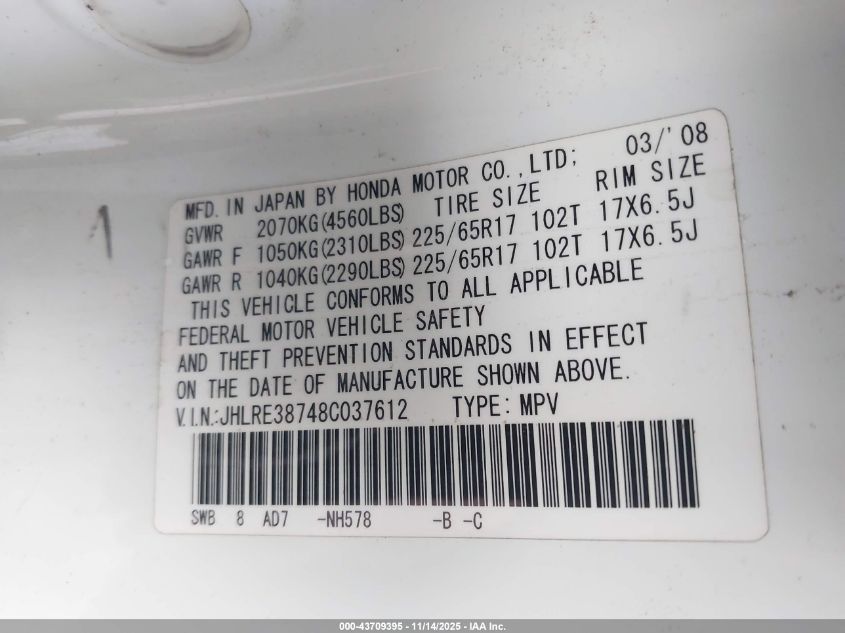 03/'08
MFD. IN JAPAN BY HONDA MOTOR CO.,LTD;
GVWR 2070KG(4560LBS) TIRE SIZE RIM SIZE
GAWR F 1050KG(2310LBS) 225/65R17 102T 17X6.5J
GAWR R 1040KG(2290LBS) 225/65R17 102T 17X6.5J
THIS VEHICLE CONFORMS TO ALL APPLICABLE
FEDERAL MOTOR VEHICLE SAFETY
AND THEFT PREVENTION STANDARDS IN EFFECT
ON THE DATE OF MANUFACTURE SHOWN ABOVE.
V.I.N.:JHLRE38748C037612 TYPE: MPV
SWB 8 AD7 -NH578 -B -C
000-43709395 - 11/14/2025 - IAA Inc.